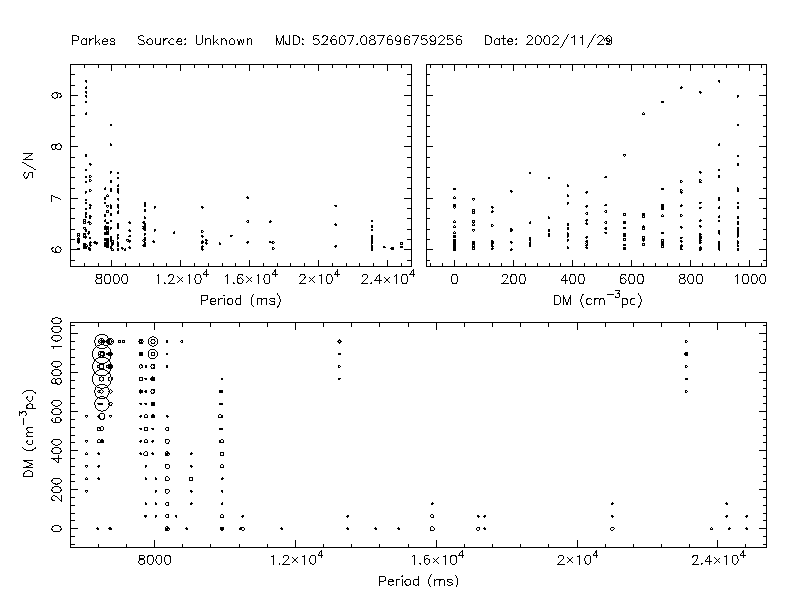 Parkes Source: Unknown MJD: 52607.087696759256 Date: 2002/11/29
9
8
7
6
S/N
8000 1.2×10⁴ 1.6×10⁴ 2×10⁴ 2.4×10⁴
Period (ms)
0 200 400 600 800 1000
DM (cm⁻³pc)
1000
800
600
400
200
0
DM (cm⁻³pc)
8000 1.2×10⁴ 1.6×10⁴ 2×10⁴ 2.4×10⁴
Period (ms)